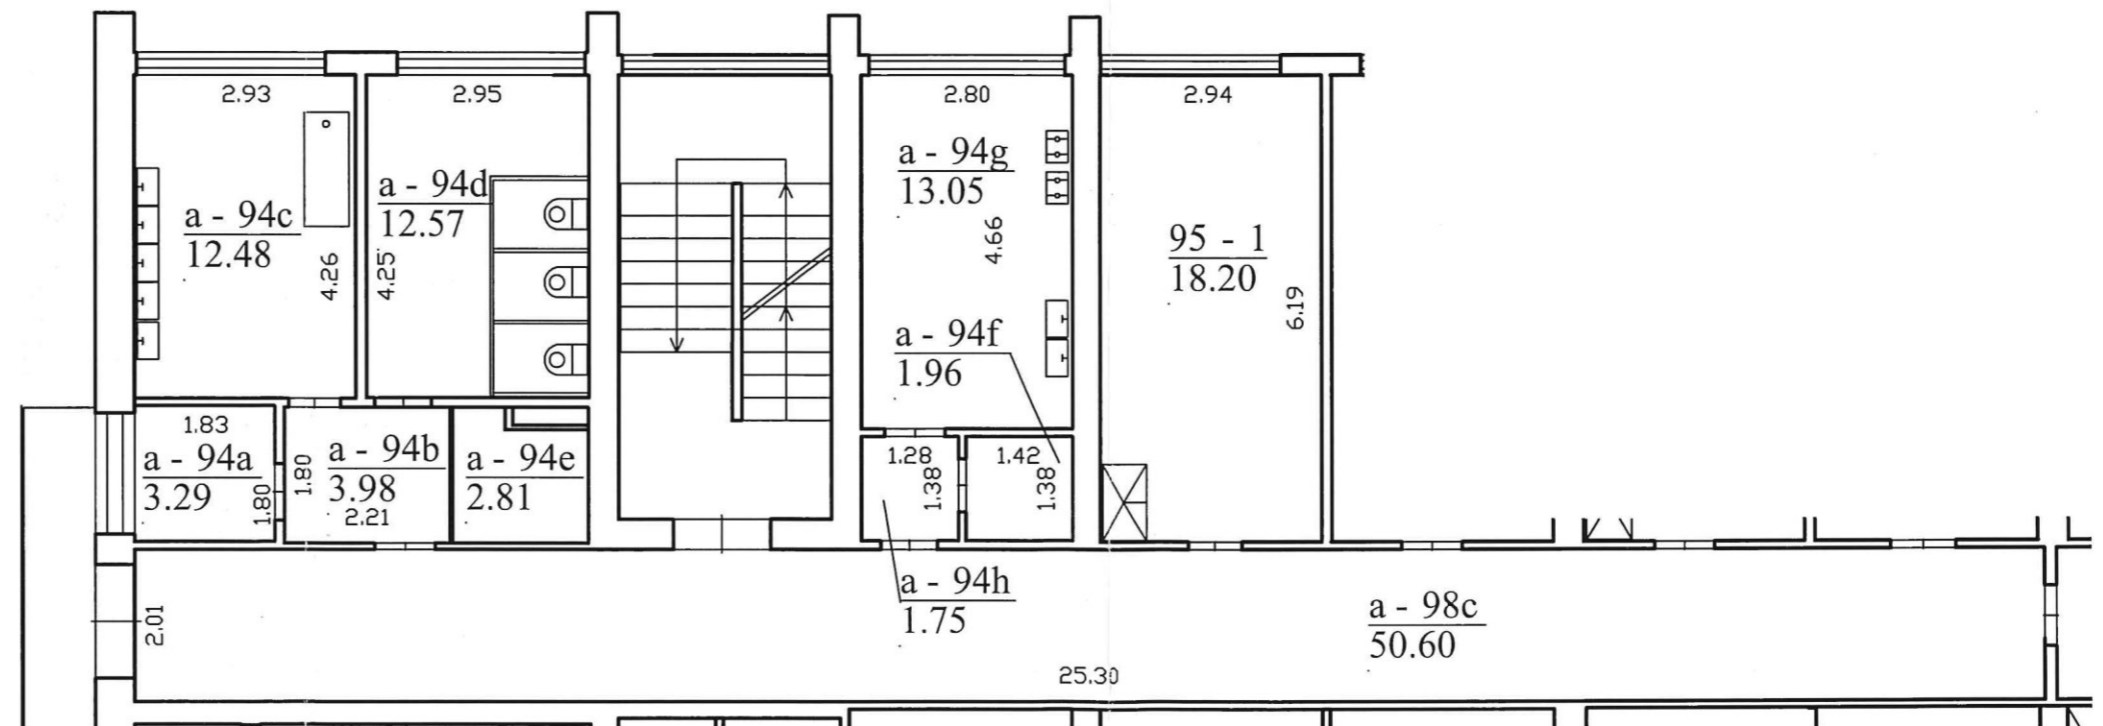 2.93
2.95
2.80
2.94
a - 94c
12.48
4.26
a - 94d
12.57
4.25
a - 94g
13.05
4.66
95 - 1
18.20
6.19
a - 94f
1.96
1.83
a - 94a
3.29
1.80
1.80
a - 94b
3.98
2.21
a - 94e
2.81
1.28
1.38
1.42
1.38
a - 94h
1.75
2.01
a - 98c
50.60
25.30